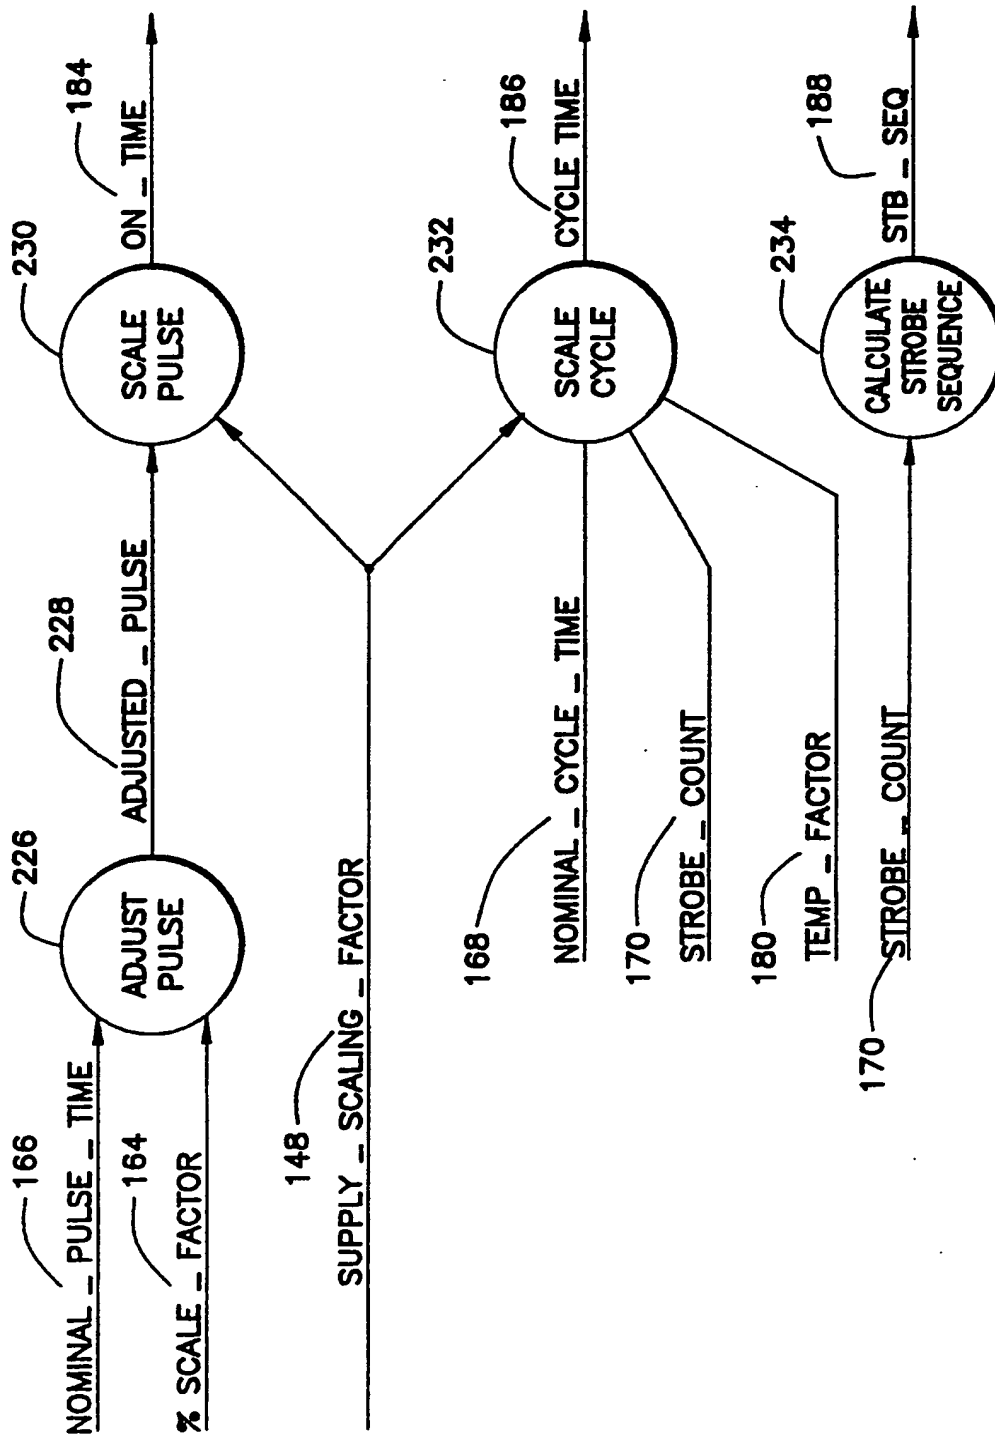 NOMINAL _ PULSE _ TIME
166
% SCALE _ FACTOR
164
226
ADJUST
PULSE
228
ADJUSTED _ PULSE
230
SCALE
PULSE
184
ON _ TIME
148
SUPPLY _ SCALING _ FACTOR
168
NOMINAL _ CYCLE _ TIME
170
STROBE _ COUNT
180
TEMP _ FACTOR
232
SCALE
CYCLE
186
CYCLE TIME
170
STROBE _ COUNT
234
CALCULATE
STROBE
SEQUENCE
188
STB _ SEQ